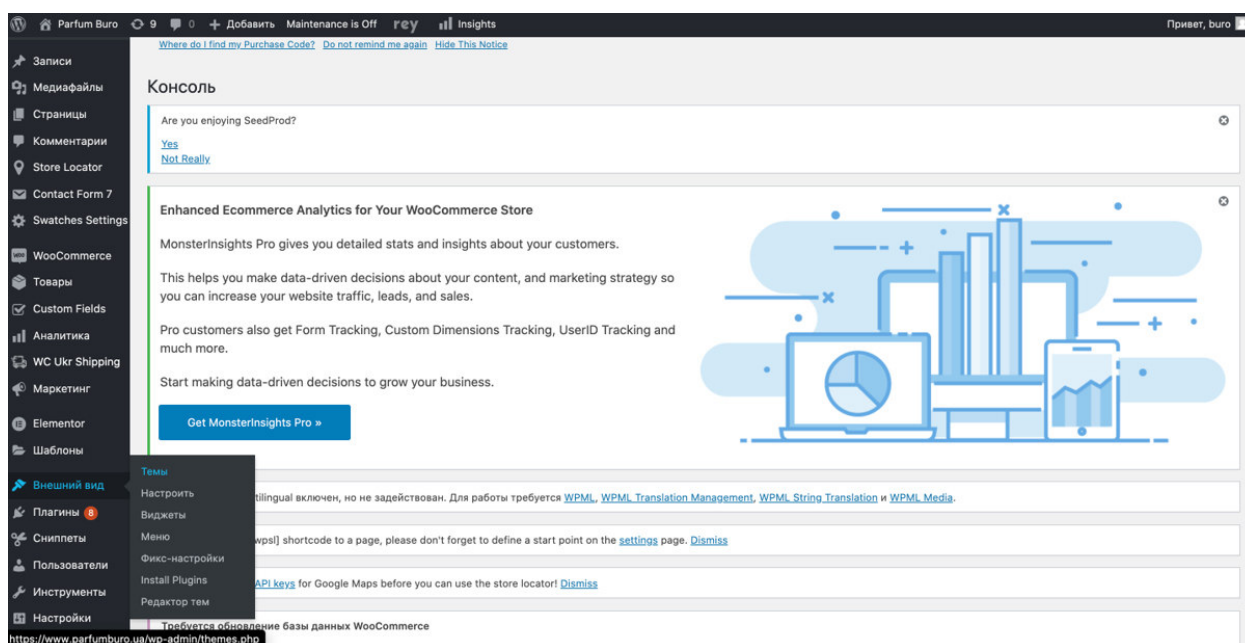 Parfum Buro 9 0 + Добавить Maintenance is Off rey Insights Привет, buro
Where do I find my Purchase Code? Do not remind me again Hide This Notice
Записи
Медиафайлы
Страницы
Комментарии
Store Locator
Contact Form 7
Swatches Settings
WooCommerce
Товары
Custom Fields
Аналитика
WC Ukr Shipping
Маркетинг
Elementor
Шаблоны
Внешний вид
Плагины 8
Сниппеты
Пользователи
Инструменты
Настройки
Темы
Настроить
Виджеты
Меню
Фикс-настройки
Install Plugins
Редактор тем
Консоль
Are you enjoying SeedProd?
Yes
Not Really
Enhanced Ecommerce Analytics for Your WooCommerce Store
MonsterInsights Pro gives you detailed stats and insights about your customers.
This helps you make data-driven decisions about your content, and marketing strategy so
you can increase your website traffic, leads, and sales.
Pro customers also get Form Tracking, Custom Dimensions Tracking, UserID Tracking and
much more.
Start making data-driven decisions to grow your business.
Get MonsterInsights Pro »
tilingual включен, но не задействован. Для работы требуется WPML, WPML Translation Management, WPML String Translation и WPML Media.
wpsl] shortcode to a page, please don't forget to define a start point on the settings page. Dismiss
API keys for Google Maps before you can use the store locator! Dismiss
Требуется обновление базы данных WooCommerce
https://www.parfumburo.ua/wp-admin/themes.php